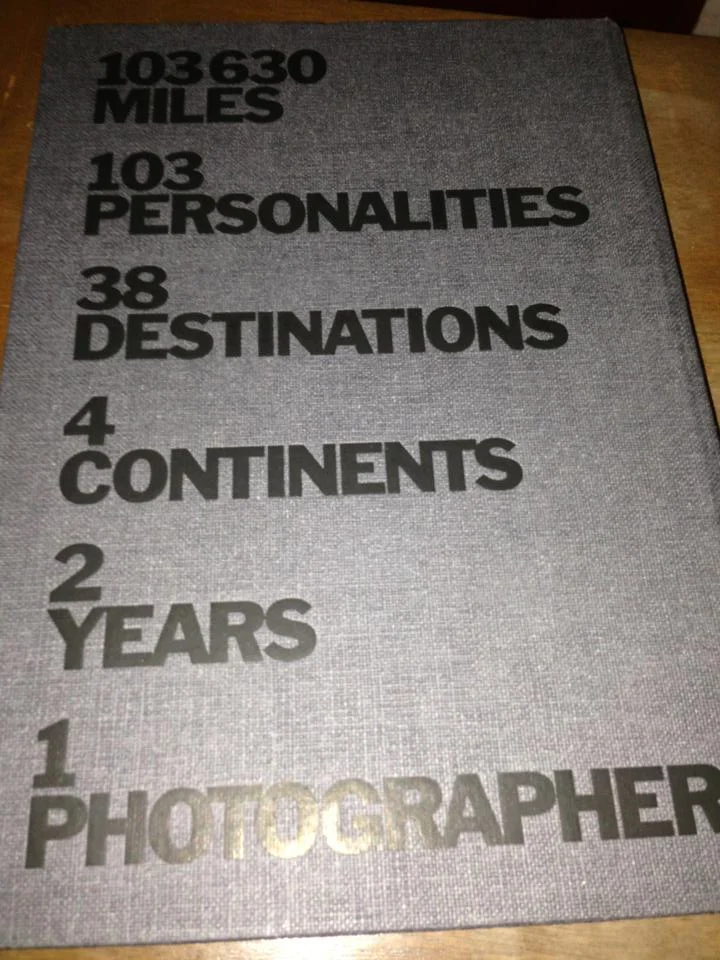 103 630
MILES
103
PERSONALITIES
38
DESTINATIONS
4
CONTINENTS
2
YEARS
1
PHOTOGRAPHER